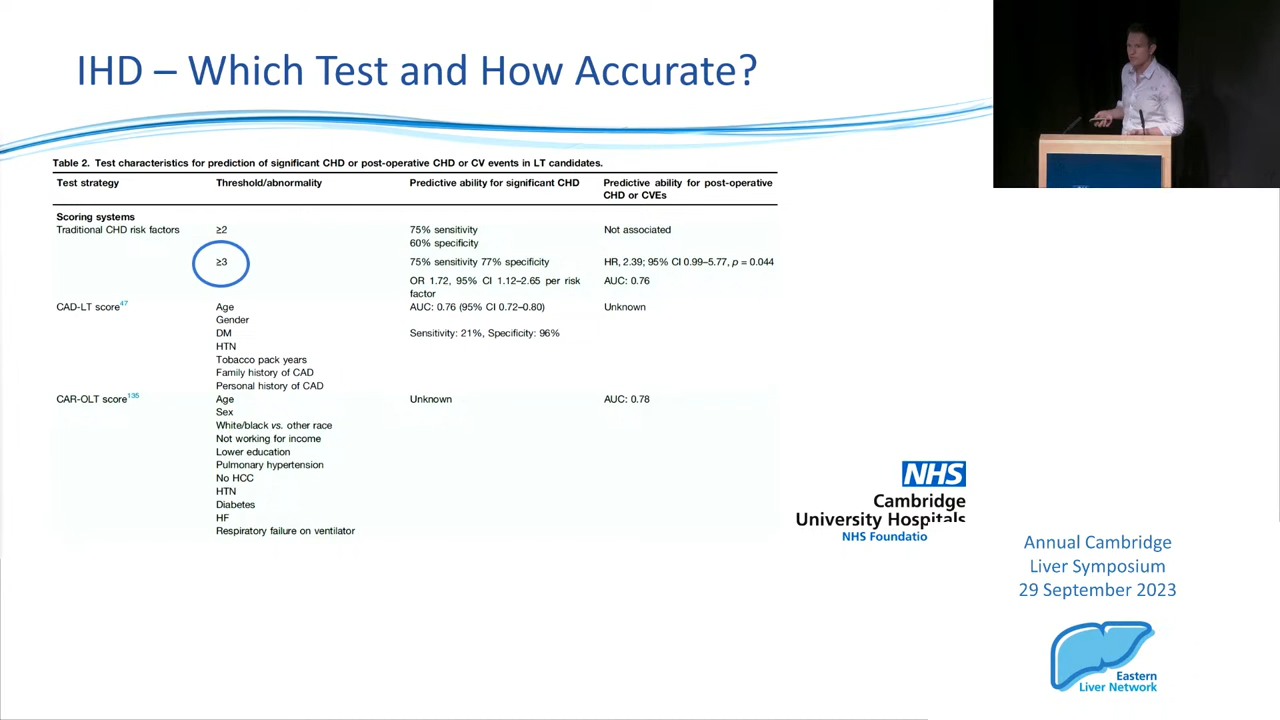 IHD – Which Test and How Accurate?
Table 2. Test characteristics for prediction of significant CHD or post-operative CHD or CV events in LT candidates.
Test strategy Threshold/abnormality Predictive ability for significant CHD Predictive ability for post-operative
CHD or CVEs
Scoring systems
Traditional CHD risk factors ≥2 75% sensitivity Not associated
60% specificity
≥3 75% sensitivity 77% specificity HR, 2.39; 95% CI 0.99–5.77, p = 0.044
OR 1.72, 95% CI 1.12–2.65 per risk AUC: 0.76
factor
CAD-LT score47 Age AUC: 0.76 (95% CI 0.72–0.80) Unknown
Gender
DM Sensitivity: 21%, Specificity: 96%
HTN
Tobacco pack years
Family history of CAD
Personal history of CAD
CAR-OLT score135 Age Unknown AUC: 0.78
Sex
White/black vs. other race
Not working for income
Lower education
Pulmonary hypertension
No HCC
HTN
Diabetes
HF
Respiratory failure on ventilator
NHS
Cambridge
University Hospitals
NHS Foundatio
Annual Cambridge
Liver Symposium
29 September 2023
Eastern
Liver Network